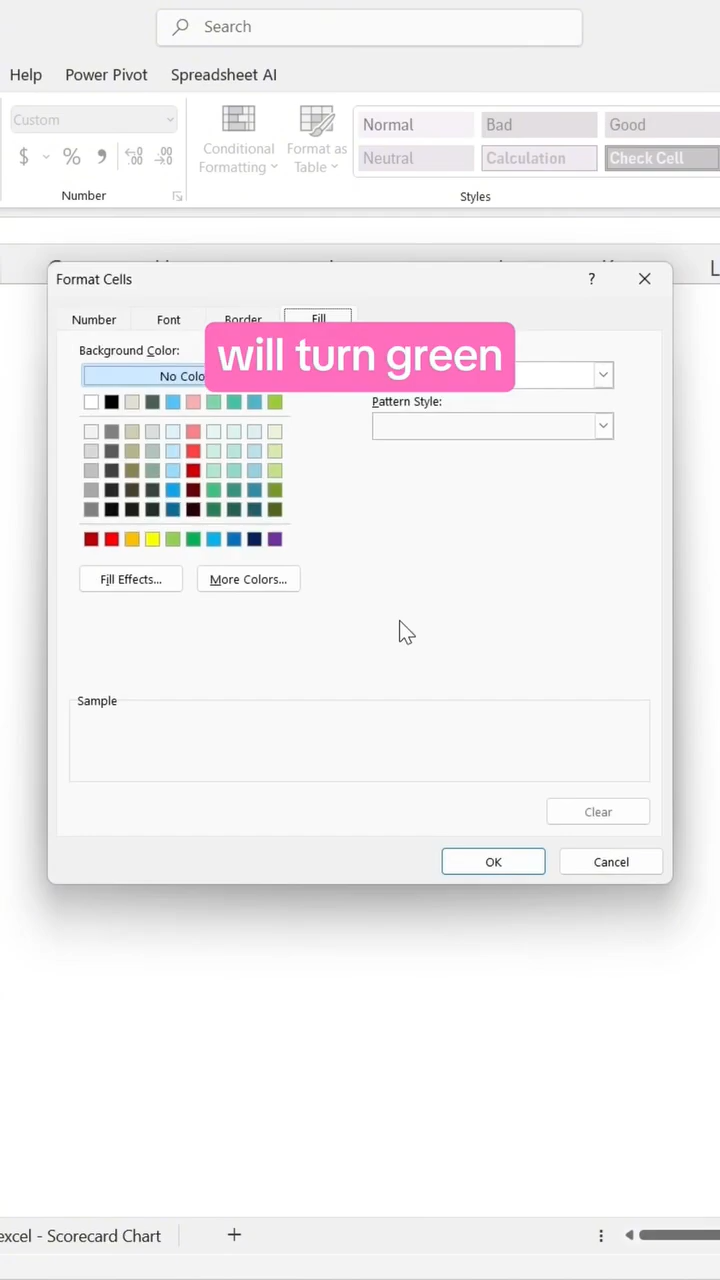 Search
Help Power Pivot Spreadsheet AI
Custom
$ % 9 .00
Conditional Formatting
Format as Table
Normal Bad Good
Neutral Calculation Check Cell
Number
Styles
Format Cells ?
Number Font Border Fill
will turn green
Background Color:
No Colo
Pattern Style:
Fill Effects... More Colors...
Sample
Clear
OK Cancel
excel - Scorecard Chart +